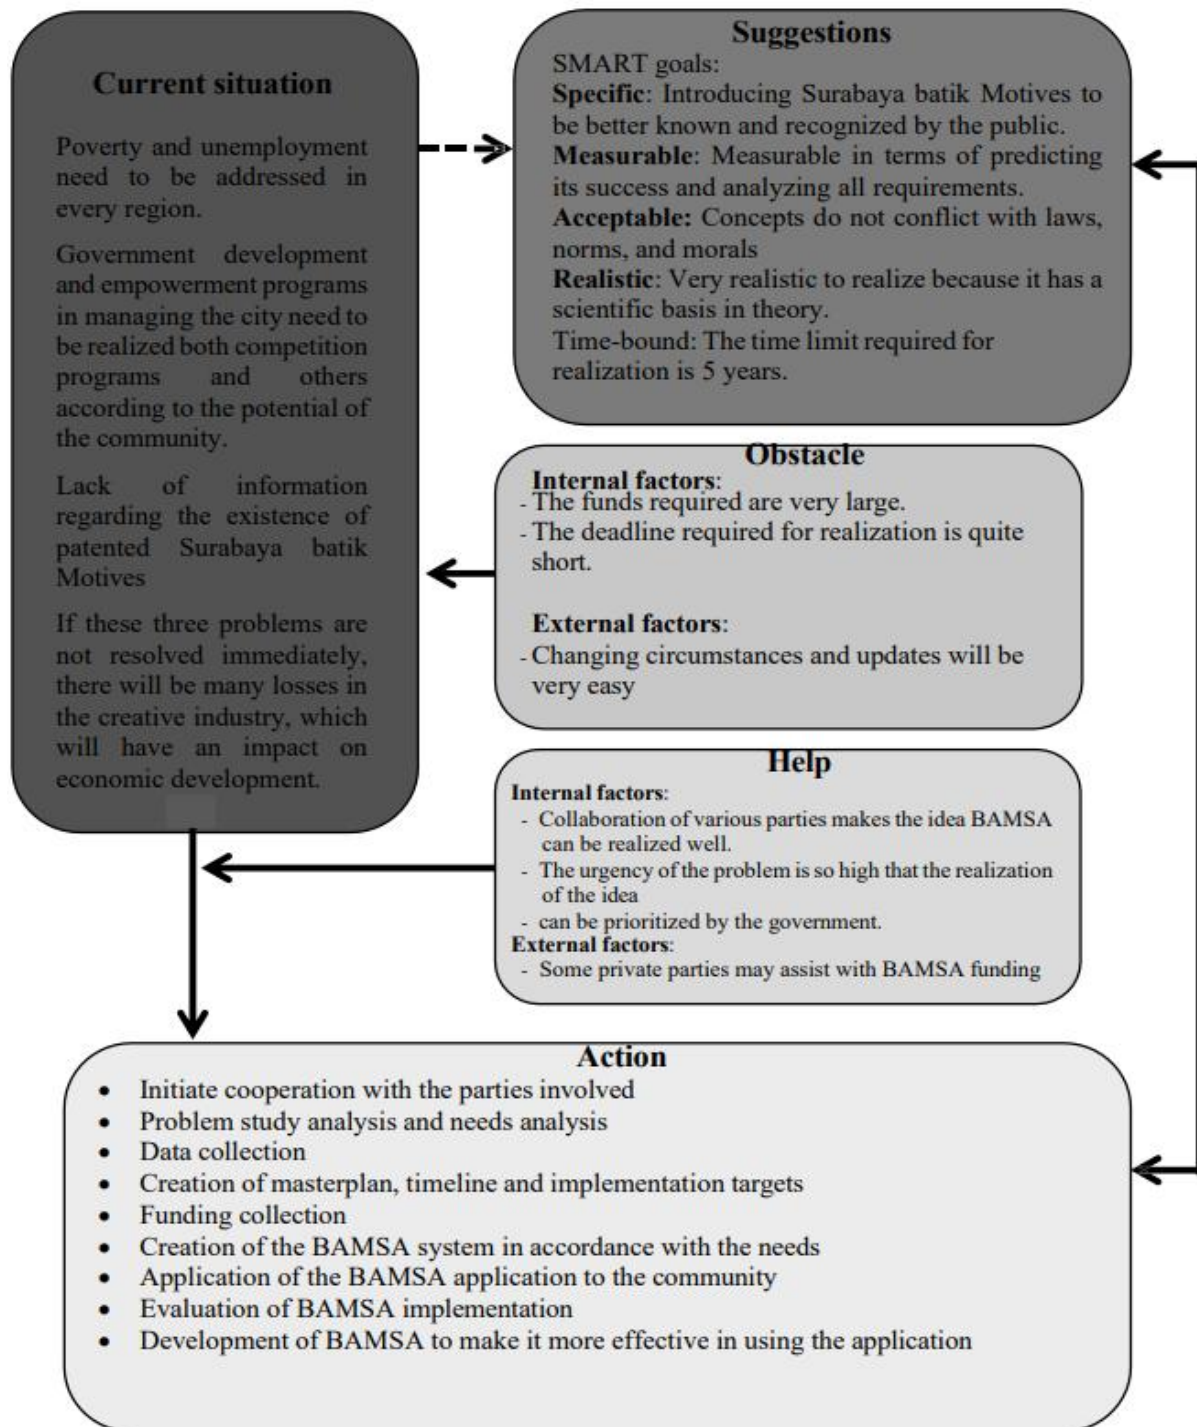 Current situation
Poverty and unemployment
need to be addressed in
every region.
Government development
and empowerment programs
in managing the city need to
be realized both competition
programs and others
according to the potential of
the community.
Lack of information
regarding the existence of
patented Surabaya batik
Motives
If these three problems are
not resolved immediately,
there will be many losses in
the creative industry, which
will have an impact on
economic development.
Suggestions
SMART goals:
Specific: Introducing Surabaya batik Motives to
be better known and recognized by the public.
Measurable: Measurable in terms of predicting
its success and analyzing all requirements.
Acceptable: Concepts do not conflict with laws,
norms, and morals
Realistic: Very realistic to realize because it has a
scientific basis in theory.
Time-bound: The time limit required for
realization is 5 years.
Obstacle
Internal factors:
- The funds required are very large.
- The deadline required for realization is quite
short.
External factors:
- Changing circumstances and updates will be
very easy
Help
Internal factors:
- Collaboration of various parties makes the idea BAMSA
can be realized well.
- The urgency of the problem is so high that the realization
of the idea
- can be prioritized by the government.
External factors:
- Some private parties may assist with BAMSA funding
Action
• Initiate cooperation with the parties involved
• Problem study analysis and needs analysis
• Data collection
• Creation of masterplan, timeline and implementation targets
• Funding collection
• Creation of the BAMSA system in accordance with the needs
• Application of the BAMSA application to the community
• Evaluation of BAMSA implementation
• Development of BAMSA to make it more effective in using the application